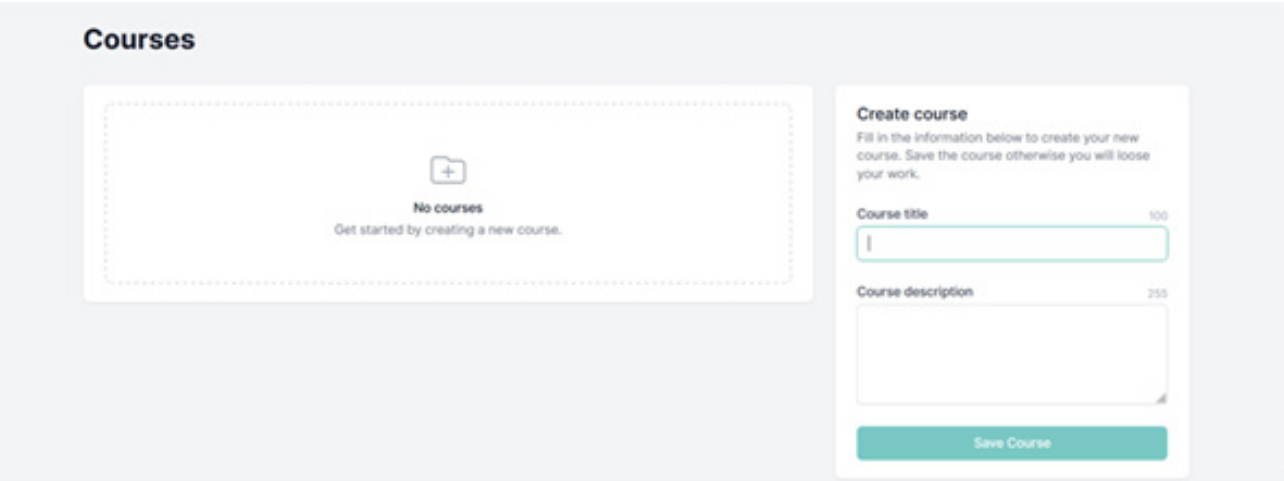 Courses
No courses
Get started by creating a new course.
Create course
Fill in the information below to create your new
course. Save the course otherwise you will loose
your work.
Course title 100
Course description 255
Save Course